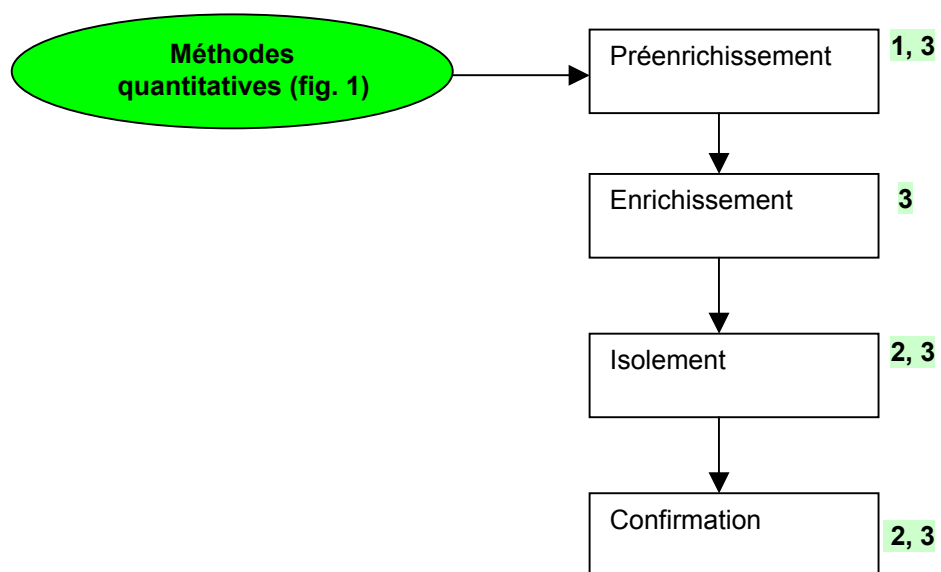 Méthodes
quantitatives (fig. 1)
Préenrichissement
1, 3
Enrichissement
3
Isolement
2, 3
Confirmation
2, 3